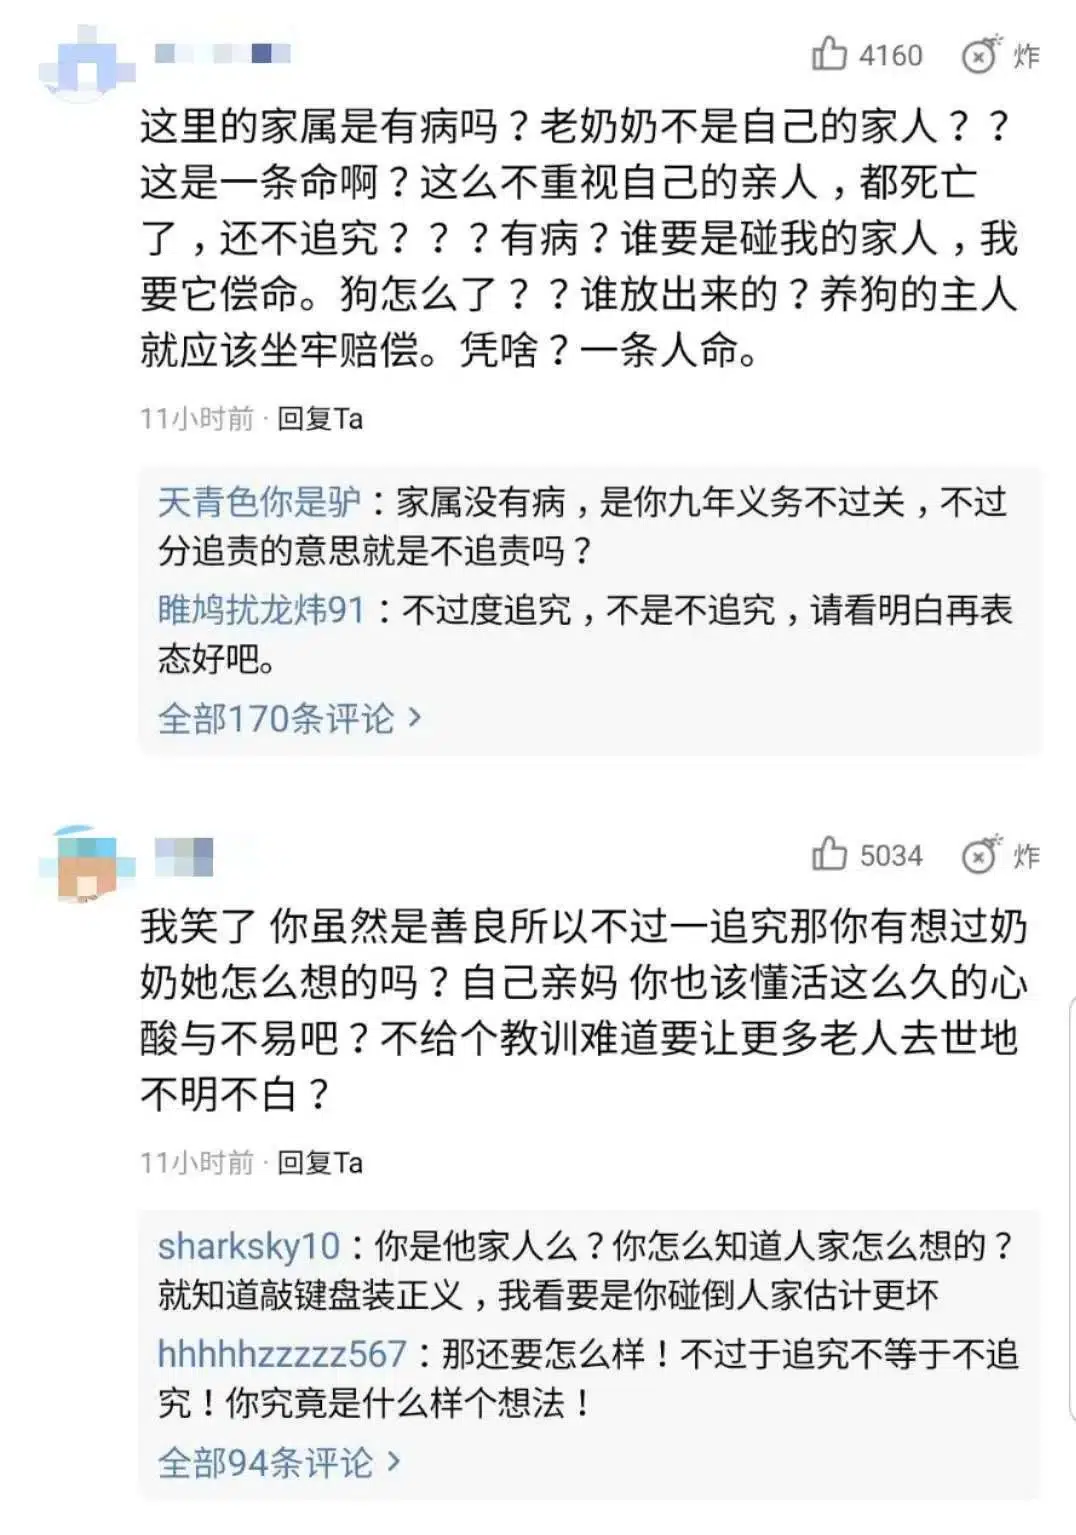 4160 炸
这里的家属是有病吗？老奶奶不是自己的家人？？
这是一条命啊？这么不重视自己的亲人，都死亡
了，还不追究？？？有病？谁要是碰我的家人，我
要它偿命。狗怎么了？？谁放出来的？养狗的主人
就应该坐牢赔偿。凭啥？一条人命。
11小时前 · 回复Ta
天青色你是驴：家属没有病，是你九年义务不过关，不过
分追责的意思就是不追责吗？
睢鸠扰龙炜91：不过度追究，不是不追究，请看明白再表
态好吧。
全部170条评论 >
5034 炸
我笑了 你虽然是善良所以不过一追究那你有想过奶
奶她怎么想的吗？自己亲妈 你也该懂活这么久的心
酸与不易吧？不给个教训难道要让更多老人去世地
不明不白？
11小时前 · 回复Ta
sharksky10：你是他家人么？你怎么知道人家怎么想的？
就知道敲键盘装正义，我看要是你碰倒人家估计更坏
hhhhhzzzzz567：那还要怎么样！不过于追究不等于不追
究！你究竟是什么样个想法！
全部94条评论 >